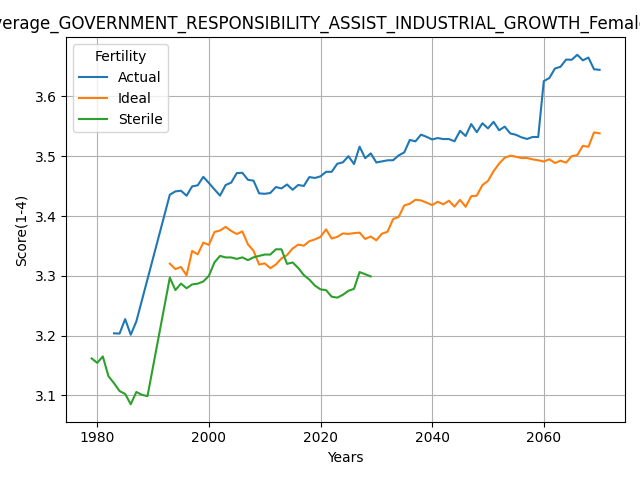 verage_GOVERNMENT_RESPONSIBILITY_ASSIST_INDUSTRIAL_GROWTH_Female
Fertility
Actual
Ideal
Sterile
Score(1-4)
3.6
3.5
3.4
3.3
3.2
3.1
1980 2000 2020 2040 2060
Years